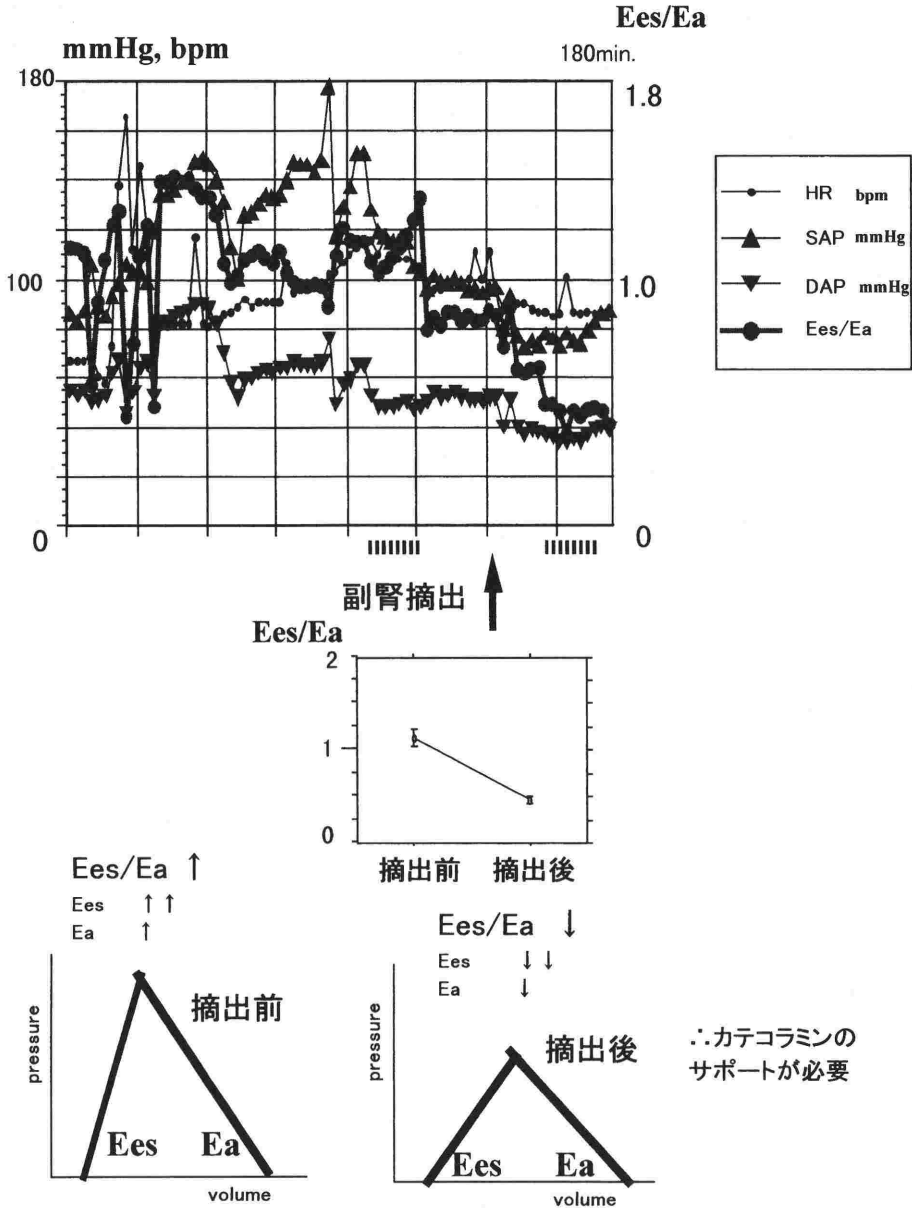 Ees/Ea
mmHg, bpm
180min.
180
1.8
HR bpm
SAP mmHg
DAP mmHg
Ees/Ea
100
1.0
0
0
副腎摘出
Ees/Ea
2
1
0
摘出前 摘出後
Ees/Ea ↑
Ees ↑ ↑
Ea ↑
pressure
摘出前
Ees Ea
volume
Ees/Ea ↓
Ees ↓ ↓
Ea ↓
pressure
摘出後
Ees Ea
volume
∴カテコラミンの
サポートが必要